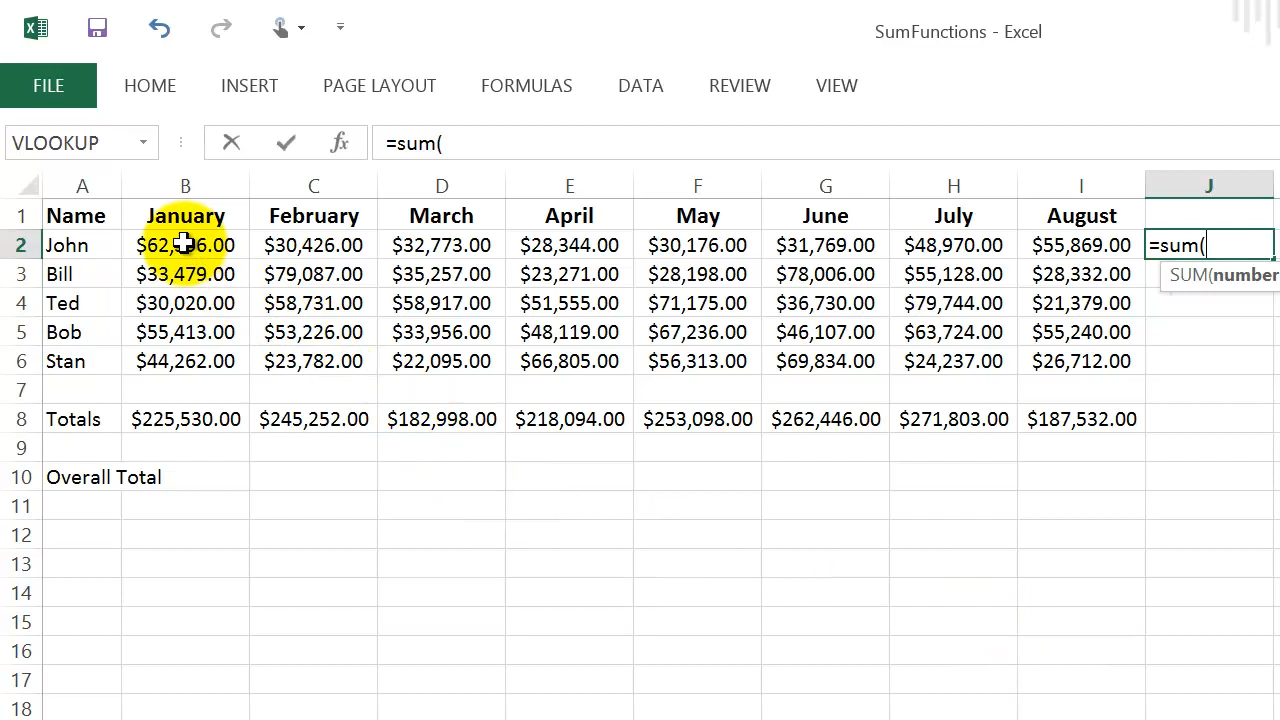 SumFunctions - Excel
FILE HOME INSERT PAGE LAYOUT FORMULAS DATA REVIEW VIEW
VLOOKUP fx =sum(
A B C D E F G H I J
1 Name January February March April May June July August
2 John $30,426.00 $32,773.00 $28,344.00 $30,176.00 $31,769.00 $48,970.00 $55,869.00 =sum(
3 Bill $33,479.00 $79,087.00 $35,257.00 $23,271.00 $28,198.00 $78,006.00 $55,128.00 $28,332.00 SUM(number
4 Ted $30,020.00 $58,731.00 $58,917.00 $51,555.00 $71,175.00 $36,730.00 $79,744.00 $21,379.00
5 Bob $55,413.00 $53,226.00 $33,956.00 $48,119.00 $67,236.00 $46,107.00 $63,724.00 $55,240.00
6 Stan $44,262.00 $23,782.00 $22,095.00 $66,805.00 $56,313.00 $69,834.00 $24,237.00 $26,712.00
7
8 Totals $225,530.00 $245,252.00 $182,998.00 $218,094.00 $253,098.00 $262,446.00 $271,803.00 $187,532.00
9
10 Overall Total
11
12
13
14
15
16
17
18